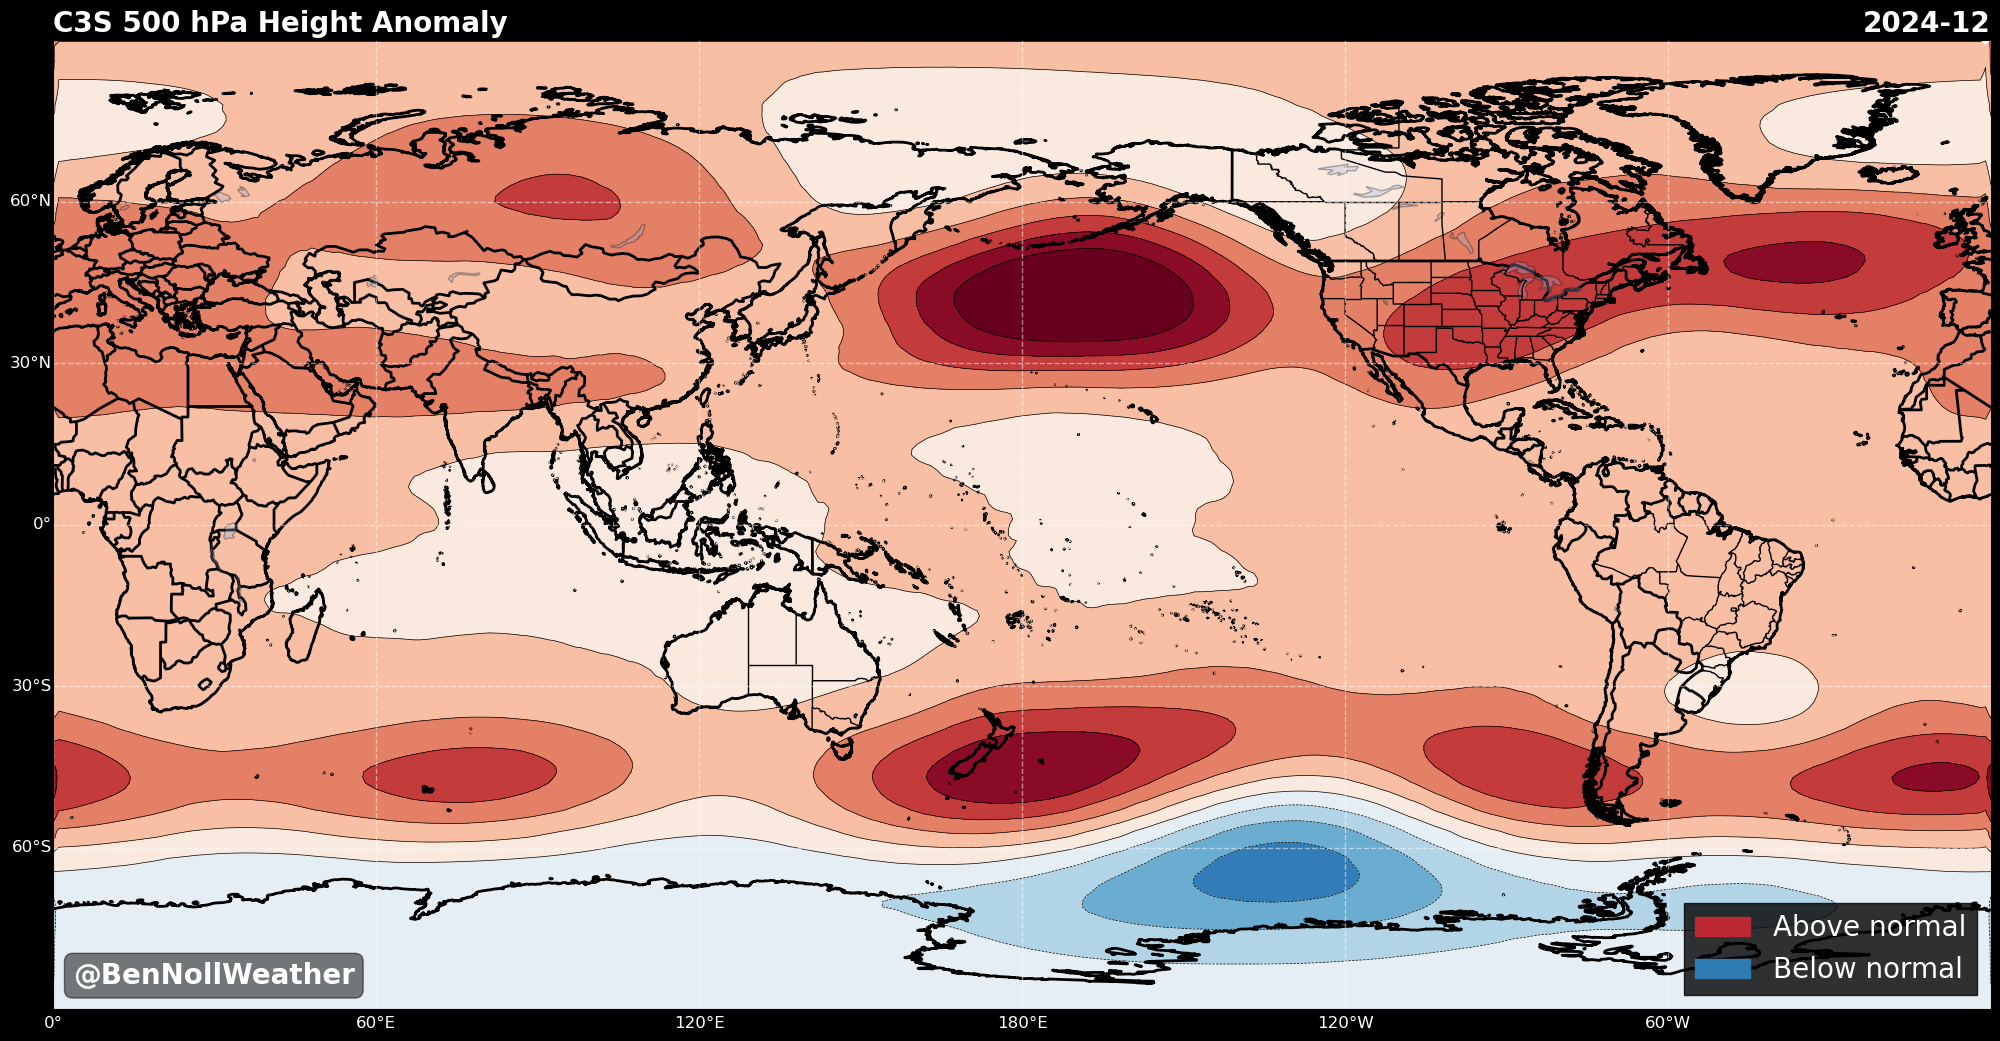 C3S 500 hPa Height Anomaly
2024-12
60°N
30°N
0°
30°S
60°S
@BenNollWeather
Above normal
Below normal
0°
60°E
120°E
180°E
120°W
60°W